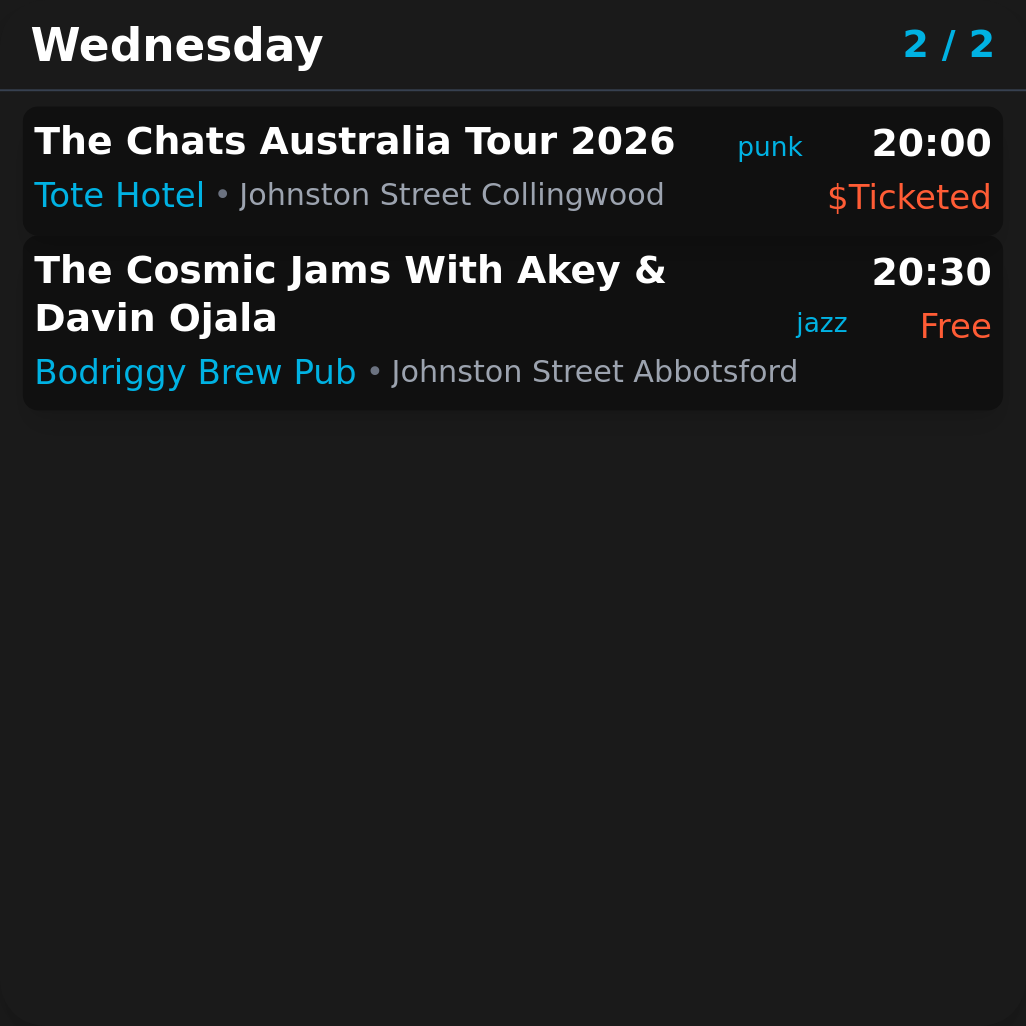 Wednesday 2 / 2
The Chats Australia Tour 2026 punk 20:00
Tote Hotel • Johnston Street Collingwood $Ticketed
The Cosmic Jams With Akey & 20:30
Davin Ojala jazz Free
Bodriggy Brew Pub • Johnston Street Abbotsford